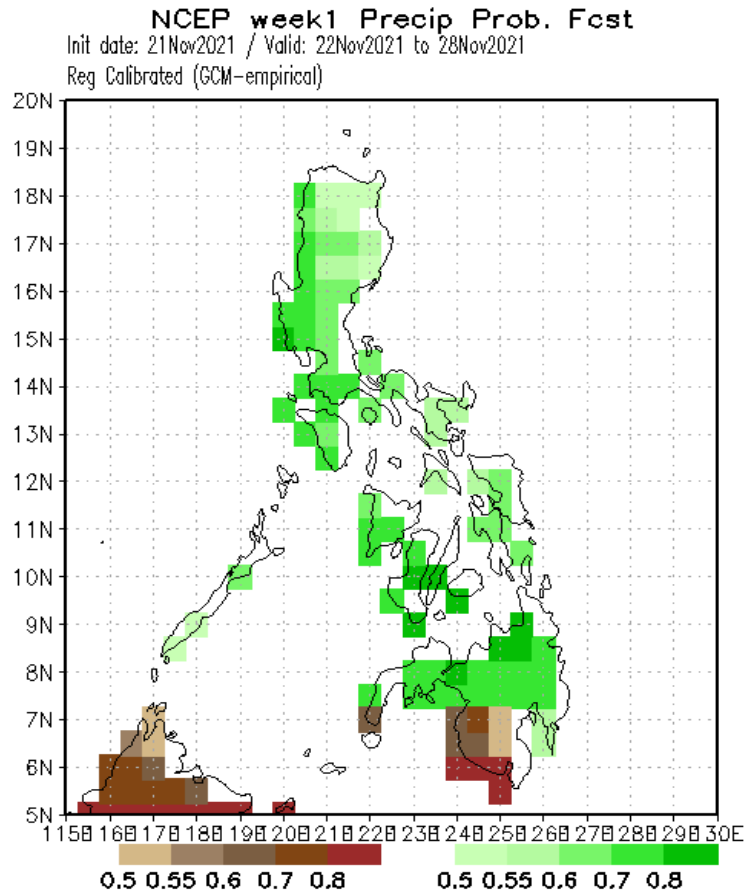 NCEP week1 Precip Prob. Fcst
Init date: 21Nov2021 / Valid: 22Nov2021 to 28Nov2021
Reg Calibrated (GCM-empirical)
20N
19N
18N
17N
16N
15N
14N
13N
12N
11N
10N
9N
8N
7N
6N
5N
115E 116E 117E 118E 119E 120E 121E 122E 123E 124E 125E 126E 127E 128E 129E 130E
0.5 0.55 0.6 0.7 0.8 0.5 0.55 0.6 0.7 0.8